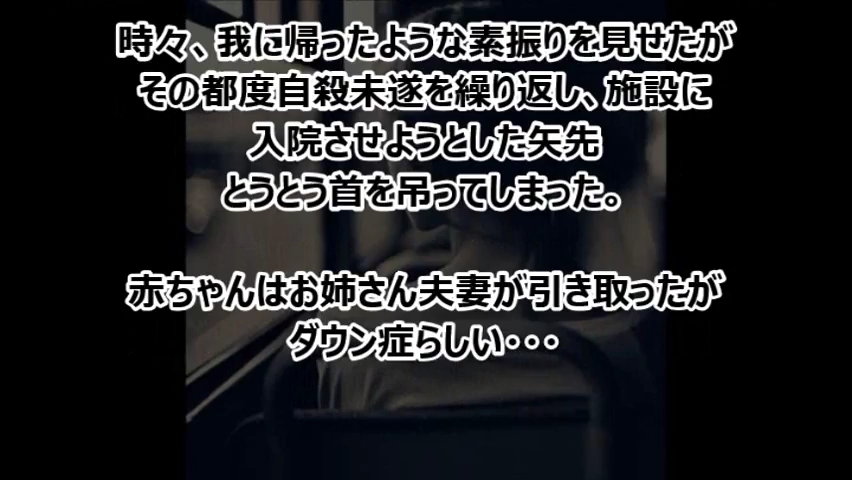 時々、我に帰ったような素振りを見せたが
その都度自殺未遂を繰り返し、施設に
入院させようとした矢先
とうとう首を吊ってしまった。
赤ちゃんはお姉さん夫妻が引き取ったが
ダウン症らしい・・・